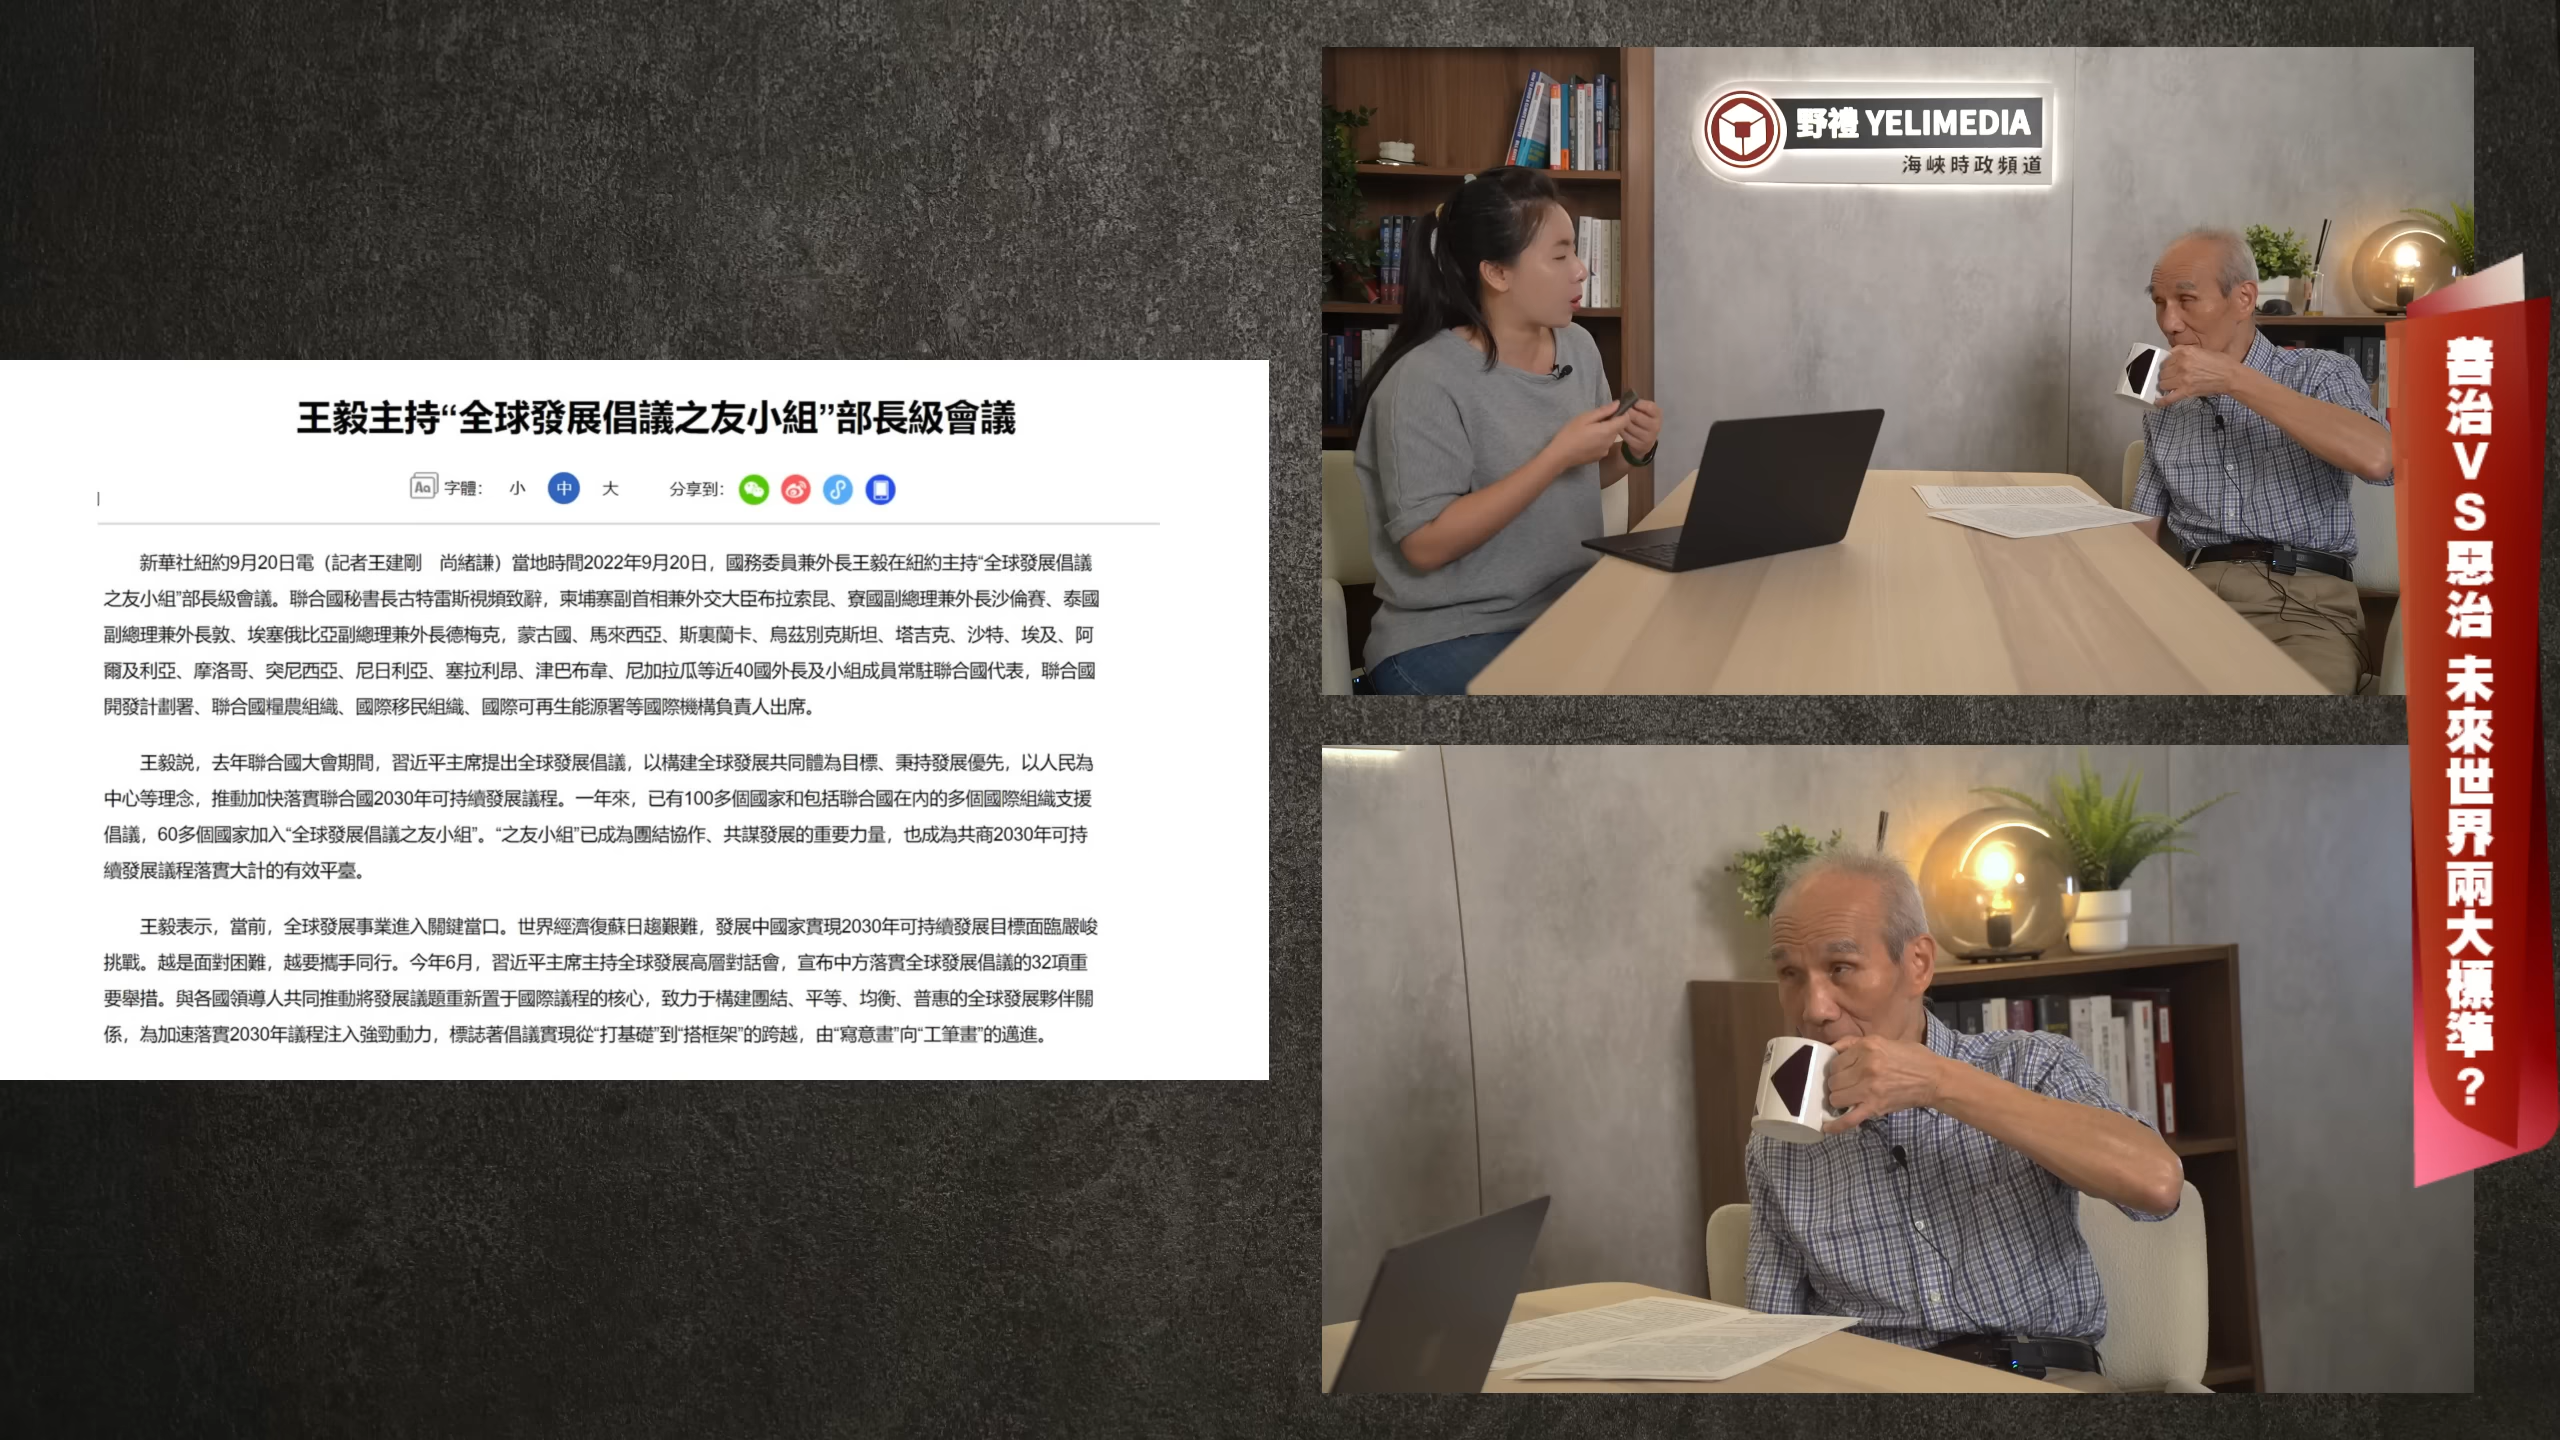 王毅主持“全球發展倡議之友小組”部長級會議
Aa 字體： 小 中 大 分享到：
新華社紐約9月20日電（記者王建剛 尚緒謙）當地時間2022年9月20日，國務委員兼外長王毅在紐約主持“全球發展倡議
之友小組”部長級會議。聯合國秘書長古特雷斯視頻致辭，柬埔寨副首相兼外交大臣布拉索昆、寮國副總理兼外長沙倫賽、泰國
副總理兼外長敦、埃塞俄比亞副總理兼外長德梅克，蒙古國、馬來西亞、斯裏蘭卡、烏茲別克斯坦、塔吉克、沙特、埃及、阿
爾及利亞、摩洛哥、突尼西亞、尼日利亞、塞拉利昂、津巴布韋、尼加拉瓜等近40國外長及小組成員常駐聯合國代表，聯合國
開發計劃署、聯合國糧農組織、國際移民組織、國際可再生能源署等國際機構負責人出席。
王毅説，去年聯合國大會期間，習近平主席提出全球發展倡議，以構建全球發展共同體為目標、秉持發展優先，以人民為
中心等理念，推動加快落實聯合國2030年可持續發展議程。一年來，已有100多個國家和包括聯合國在內的多個國際組織支援
倡議，60多個國家加入“全球發展倡議之友小組”。“之友小組”已成為團結協作、共謀發展的重要力量，也成為共商2030年可持
續發展議程落實大計的有效平臺。
王毅表示，當前，全球發展事業進入關鍵當口。世界經濟復蘇日趨艱難，發展中國家實現2030年可持續發展目標面臨嚴峻
挑戰。越是面對困難，越要攜手同行。今年6月，習近平主席主持全球發展高層對話會，宣布中方落實全球發展倡議的32項重
要舉措。與各國領導人共同推動將發展議題重新置于國際議程的核心，致力于構建團結、平等、均衡、普惠的全球發展夥伴關
係，為加速落實2030年議程注入強勁動力，標誌著倡議實現從“打基礎”到“搭框架”的跨越，由“寫意畫”向“工筆畫”的邁進。
野禮 YELIMEDIA
海峽時政頻道
善治VS惡治 未來世界兩大標準？